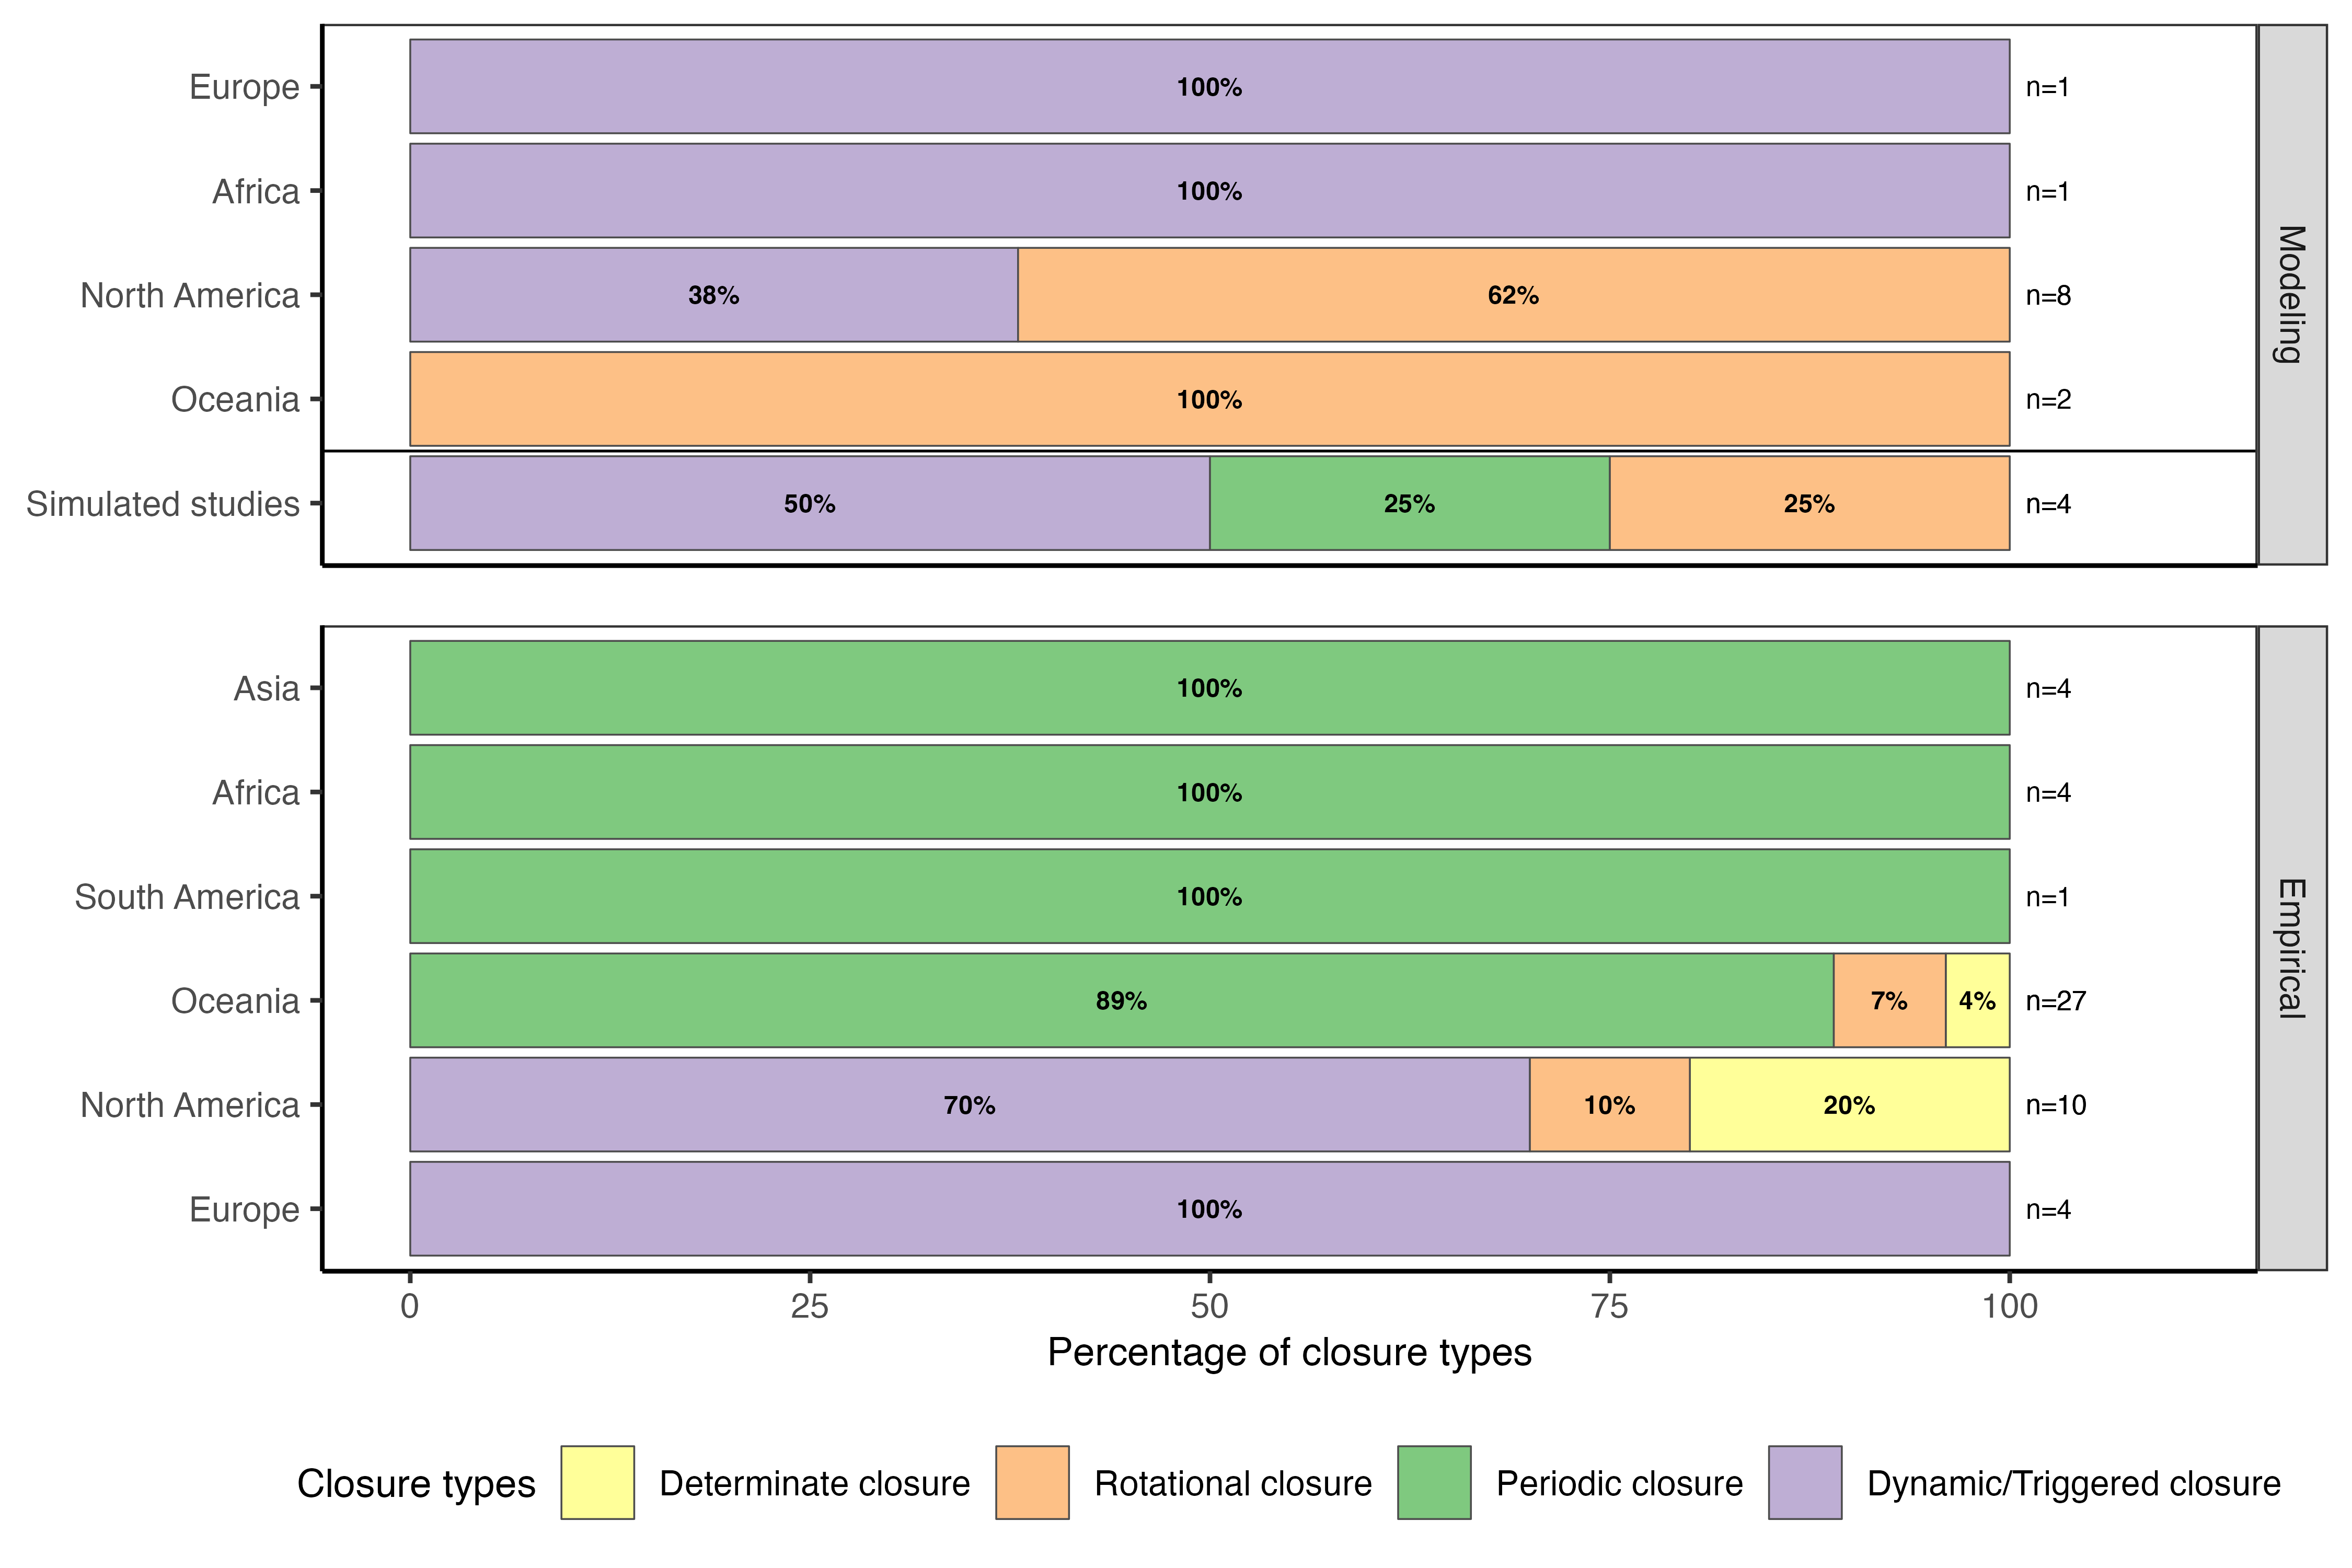 Europe 100% n=1
Africa 100% n=1
North America 38% 62% n=8
Oceania 100% n=2
Simulated studies 50% 25% 25% n=4
Modeling
Asia 100% n=4
Africa 100% n=4
South America 100% n=1
Oceania 89% 7% 4% n=27
North America 70% 10% 20% n=10
Europe 100% n=4
Empirical
0 25 50 75 100
Percentage of closure types
Closure types Determinate closure Rotational closure Periodic closure Dynamic/Triggered closure